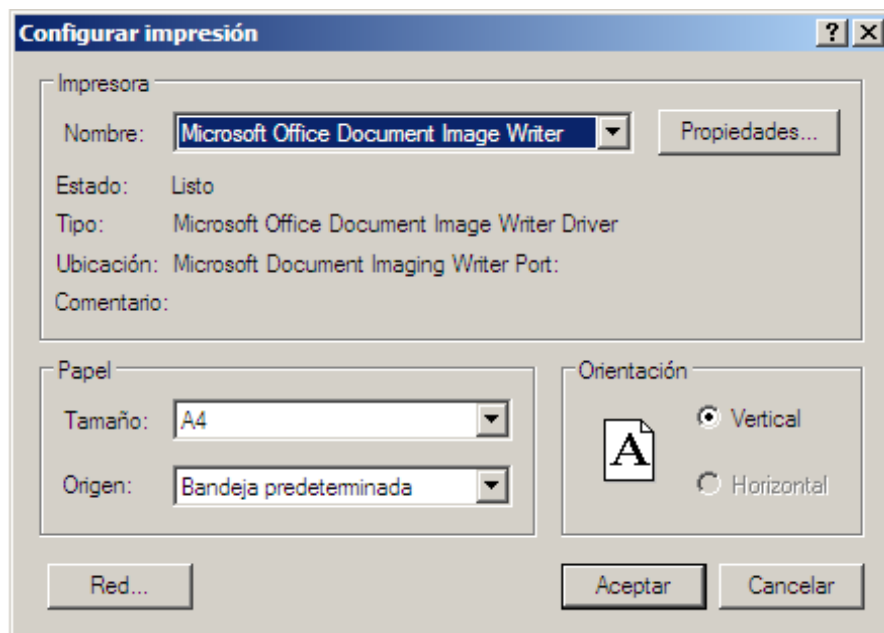 Configurar impresión
Impresora
Nombre: Microsoft Office Document Image Writer Propiedades...
Estado: Listo
Tipo: Microsoft Office Document Image Writer Driver
Ubicación: Microsoft Document Imaging Writer Port:
Comentario:
Papel
Tamaño: A4
Origen: Bandeja predeterminada
Orientación
A
Vertical
Horizontal
Red...
Aceptar
Cancelar